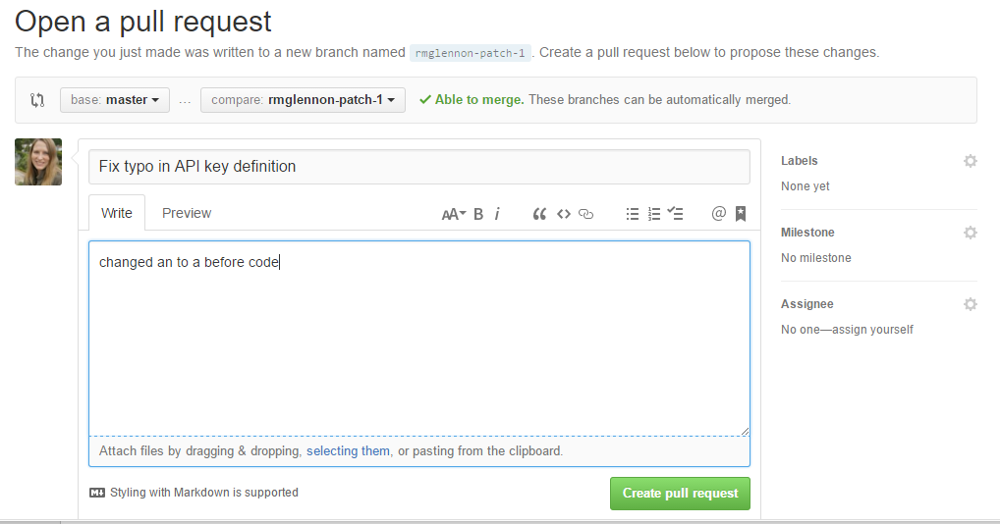 Open a pull request
The change you just made was written to a new branch named rmglennon-patch-1 . Create a pull request below to propose these changes.
base: master ... compare: rmglennon-patch-1 Able to merge. These branches can be automatically merged.
Fix typo in API key definition
Write Preview AA B i “ <> @
changed an to a before code
Attach files by dragging & dropping, selecting them, or pasting from the clipboard.
M↓ Styling with Markdown is supported
Create pull request
Labels
None yet
Milestone
No milestone
Assignee
No one—assign yourself